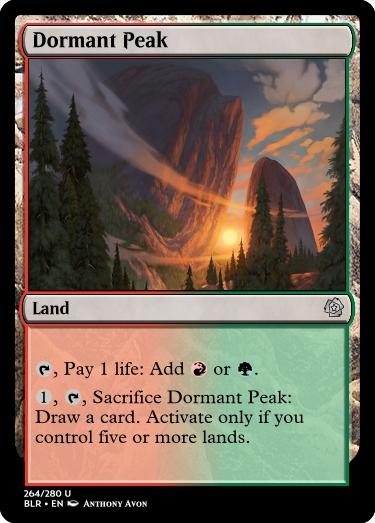 Dormant Peak
Land
, Pay 1 life: Add or .
1, , Sacrifice Dormant Peak:
Draw a card. Activate only if you
control five or more lands.
264/280 U
BLR • EN Anthony Avon